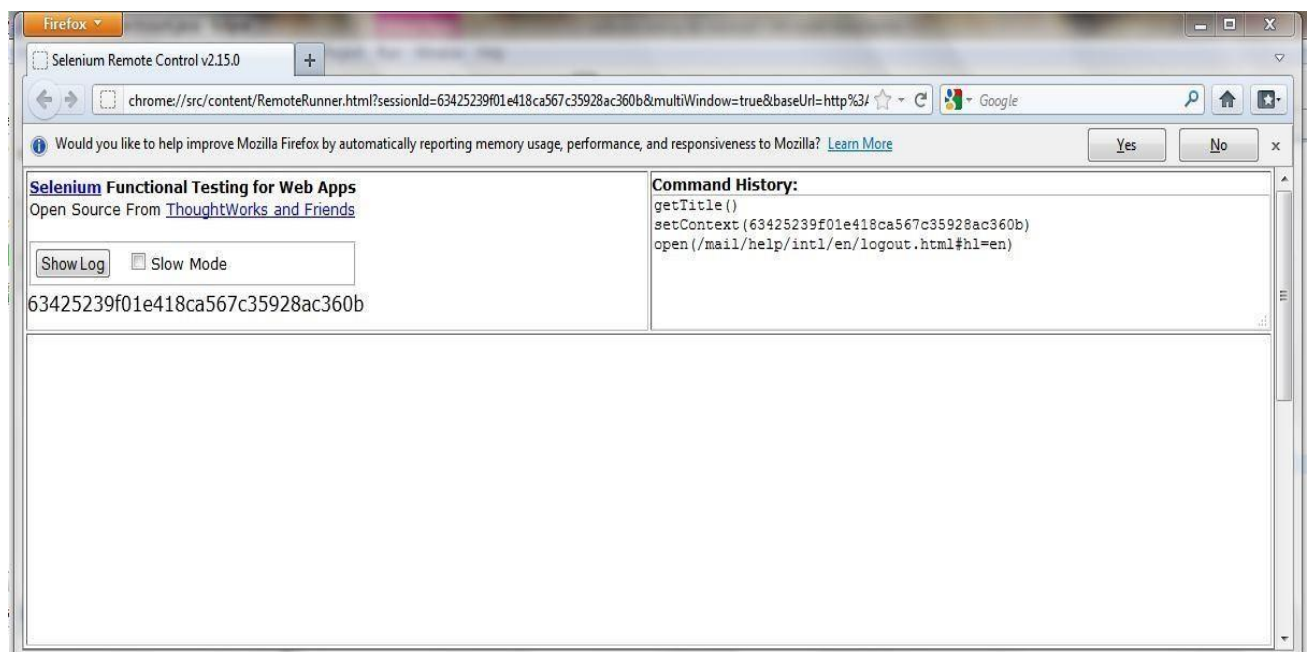 Firefox
Selenium Remote Control v2.15.0
+
chrome://src/content/RemoteRunner.html?sessionId=63425239f01e418ca567c35928ac360b&multiWindow=true&baseUrl=http%3A
Google
Would you like to help improve Mozilla Firefox by automatically reporting memory usage, performance, and responsiveness to Mozilla? Learn More
Yes
No
x
Selenium Functional Testing for Web Apps
Open Source From ThoughtWorks and Friends
Show Log
Slow Mode
63425239f01e418ca567c35928ac360b
Command History:
getTitle()
setContext(63425239f01e418ca567c35928ac360b)
open(/mail/help/intl/en/logout.html#hl=en)